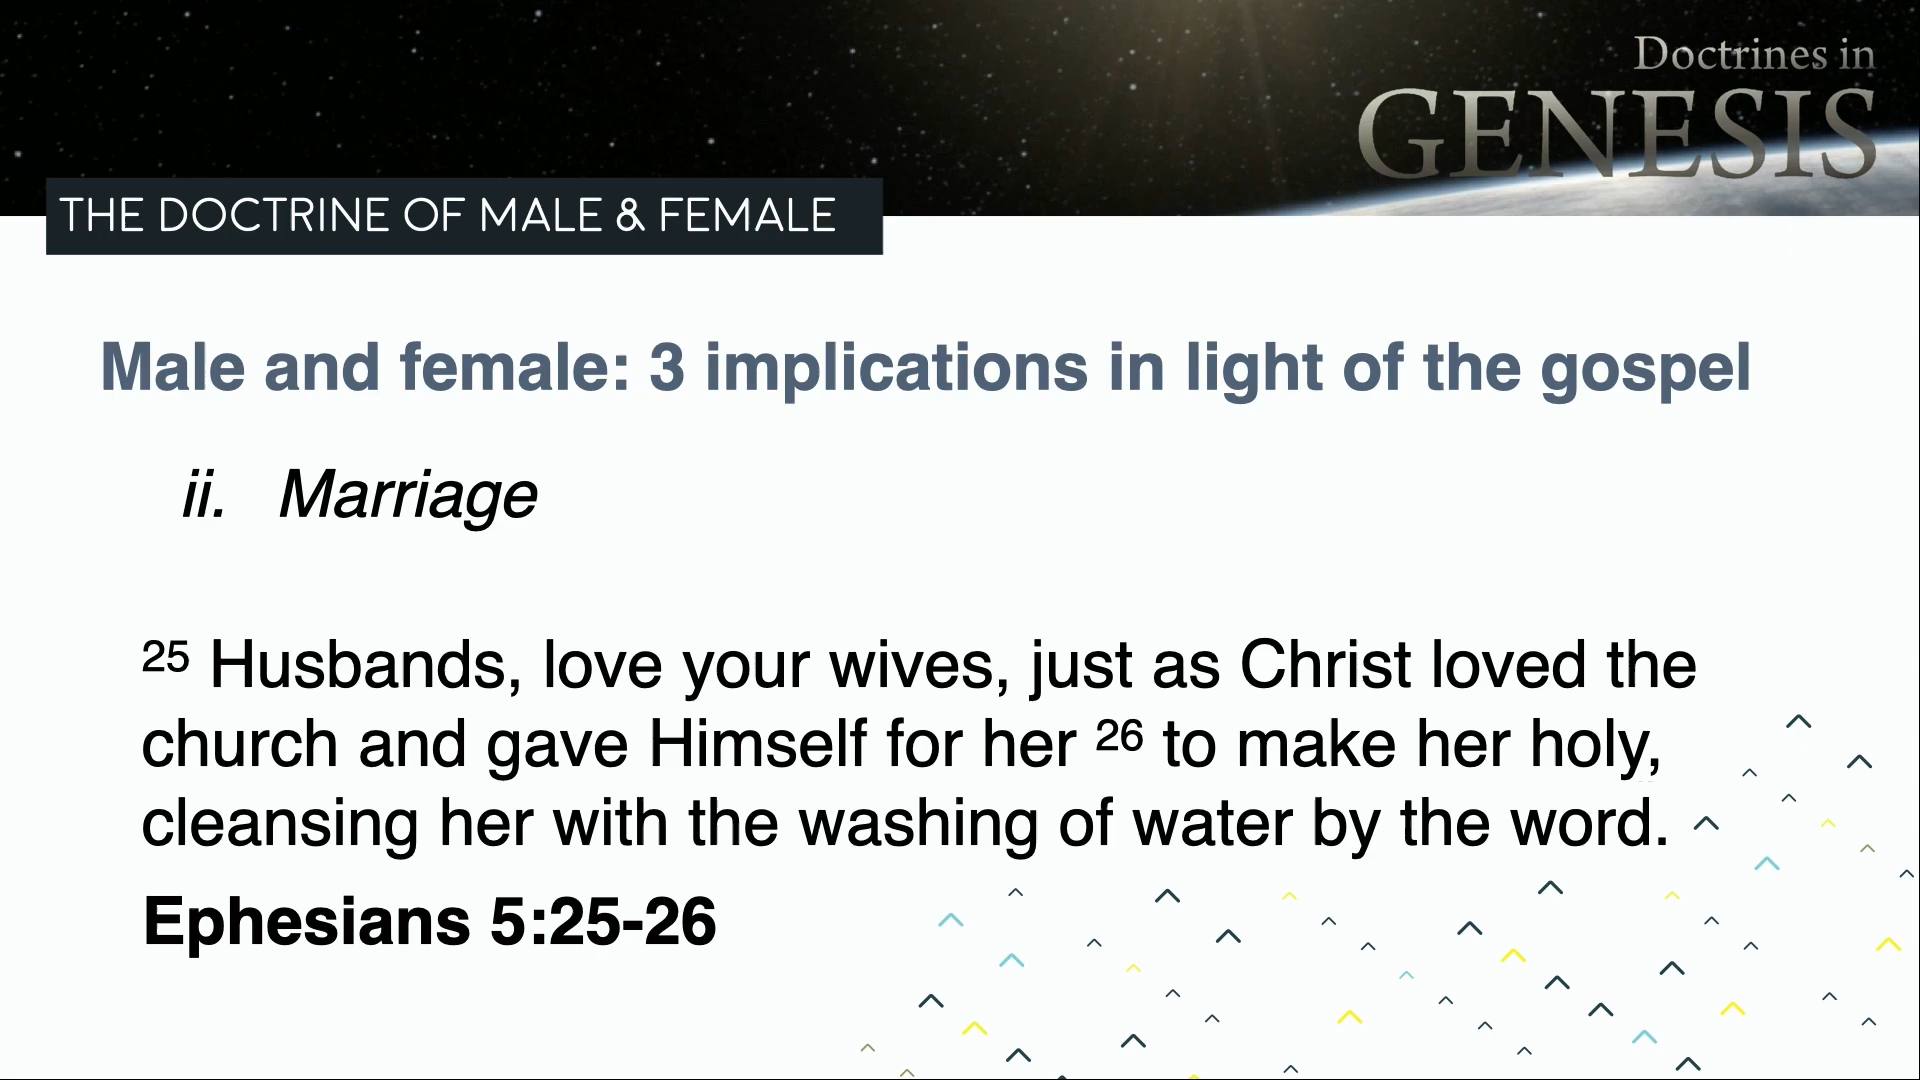 Doctrines in
GENESIS
THE DOCTRINE OF MALE & FEMALE
Male and female: 3 implications in light of the gospel
ii. Marriage
25 Husbands, love your wives, just as Christ loved the
church and gave Himself for her 26 to make her holy,
cleansing her with the washing of water by the word.
Ephesians 5:25-26